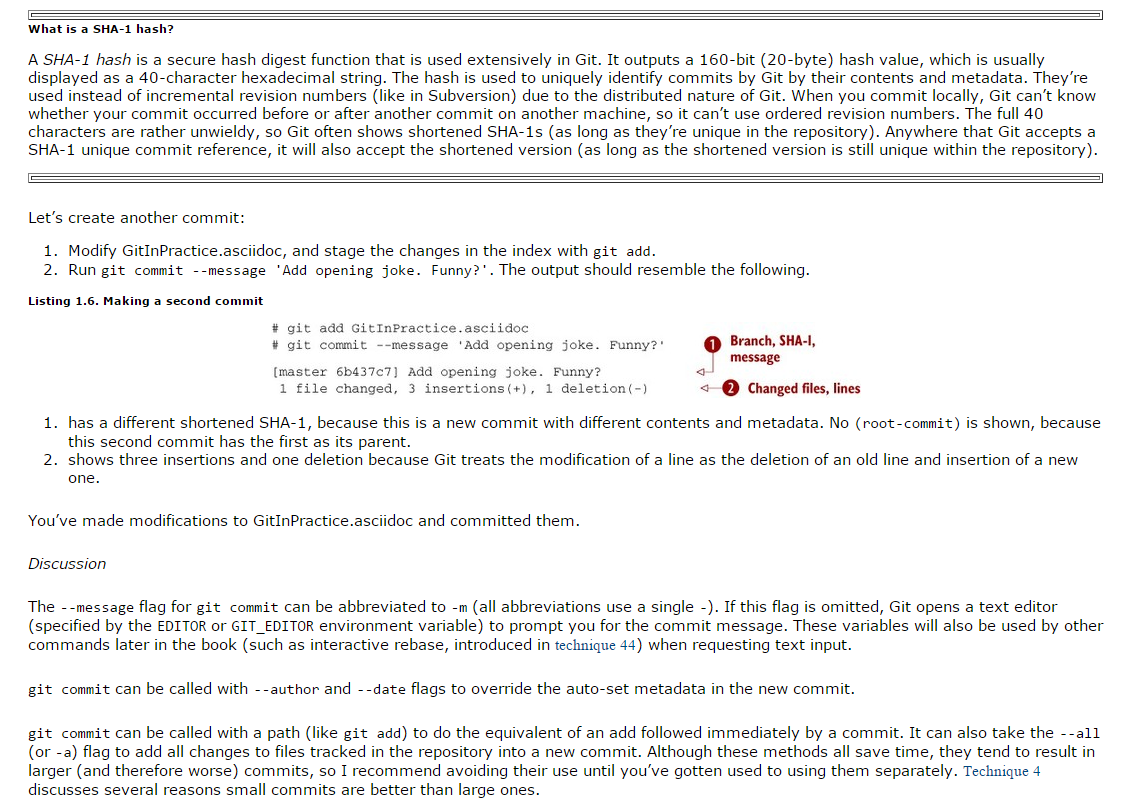 What is a SHA-1 hash?
A SHA-1 hash is a secure hash digest function that is used extensively in Git. It outputs a 160-bit (20-byte) hash value, which is usually
displayed as a 40-character hexadecimal string. The hash is used to uniquely identify commits by Git by their contents and metadata. They're
used instead of incremental revision numbers (like in Subversion) due to the distributed nature of Git. When you commit locally, Git can't know
whether your commit occurred before or after another commit on another machine, so it can't use ordered revision numbers. The full 40
characters are rather unwieldy, so Git often shows shortened SHA-1s (as long as they're unique in the repository). Anywhere that Git accepts a
SHA-1 unique commit reference, it will also accept the shortened version (as long as the shortened version is still unique within the repository).
Let's create another commit:
1. Modify GitInPractice.asciidoc, and stage the changes in the index with git add.
2. Run git commit --message 'Add opening joke. Funny?'. The output should resemble the following.
Listing 1.6. Making a second commit
# git add GitInPractice.asciidoc
# git commit --message 'Add opening joke. Funny?'
1 Branch, SHA-I,
message
[master 6b437c7] Add opening joke. Funny?
1 file changed, 3 insertions(+), 1 deletion(-)
2 Changed files, lines
1. has a different shortened SHA-1, because this is a new commit with different contents and metadata. No (root-commit) is shown, because
this second commit has the first as its parent.
2. shows three insertions and one deletion because Git treats the modification of a line as the deletion of an old line and insertion of a new
one.
You've made modifications to GitInPractice.asciidoc and committed them.
Discussion
The --message flag for git commit can be abbreviated to -m (all abbreviations use a single -). If this flag is omitted, Git opens a text editor
(specified by the EDITOR or GIT_EDITOR environment variable) to prompt you for the commit message. These variables will also be used by other
commands later in the book (such as interactive rebase, introduced in technique 44) when requesting text input.
git commit can be called with --author and --date flags to override the auto-set metadata in the new commit.
git commit can be called with a path (like git add) to do the equivalent of an add followed immediately by a commit. It can also take the --all
(or -a) flag to add all changes to files tracked in the repository into a new commit. Although these methods all save time, they tend to result in
larger (and therefore worse) commits, so I recommend avoiding their use until you've gotten used to using them separately. Technique 4
discusses several reasons small commits are better than large ones.